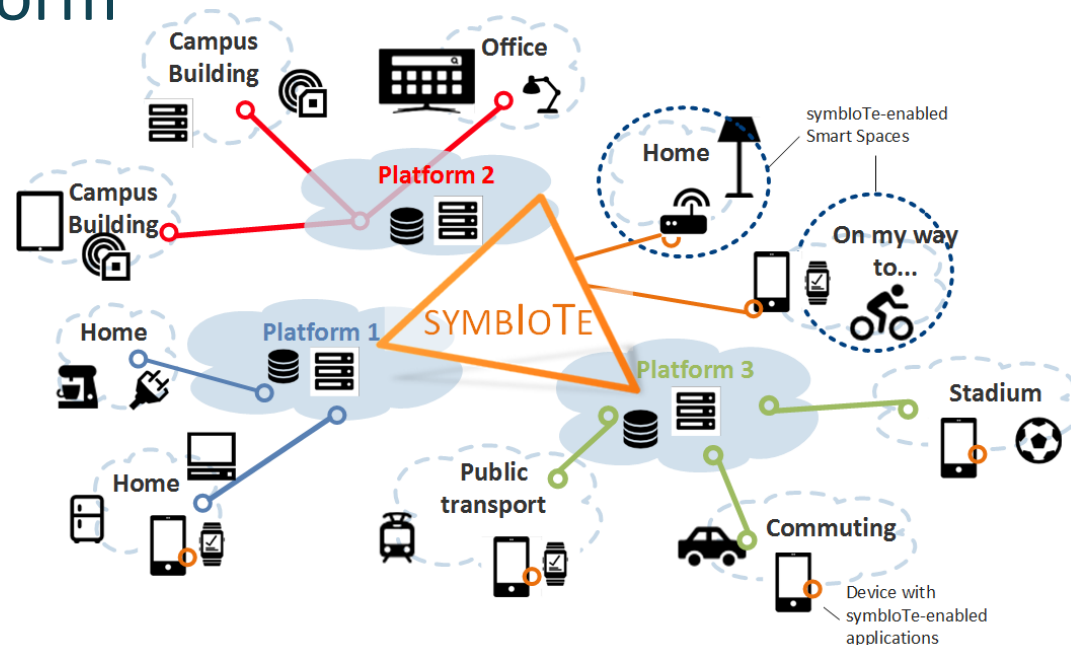 orm
Campus
Building
Office
symbIoTe-enabled
Smart Spaces
Home
Platform 2
Campus
Building
On my way
to...
Home
Platform 1
SYMBIOTE
Platform 3
Stadium
Home
Public
transport
Commuting
Device with
symbIoTe-enabled
applications